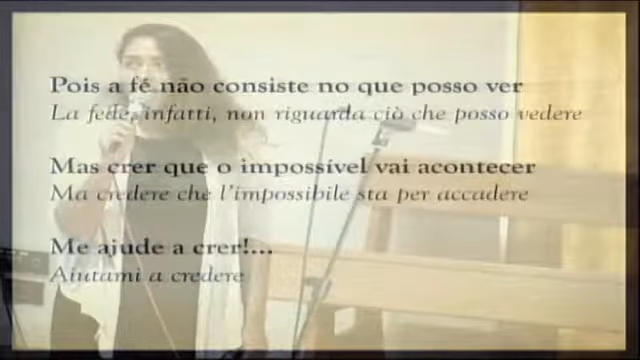 Pois a fé não consiste no que posso ver
La fede, infatti, non riguarda ciò che posso vedere
Mas crer que o impossível vai acontecer
Ma credere che l'impossibile sta per accadere
Me ajude a crer!...
Aiutami a credere